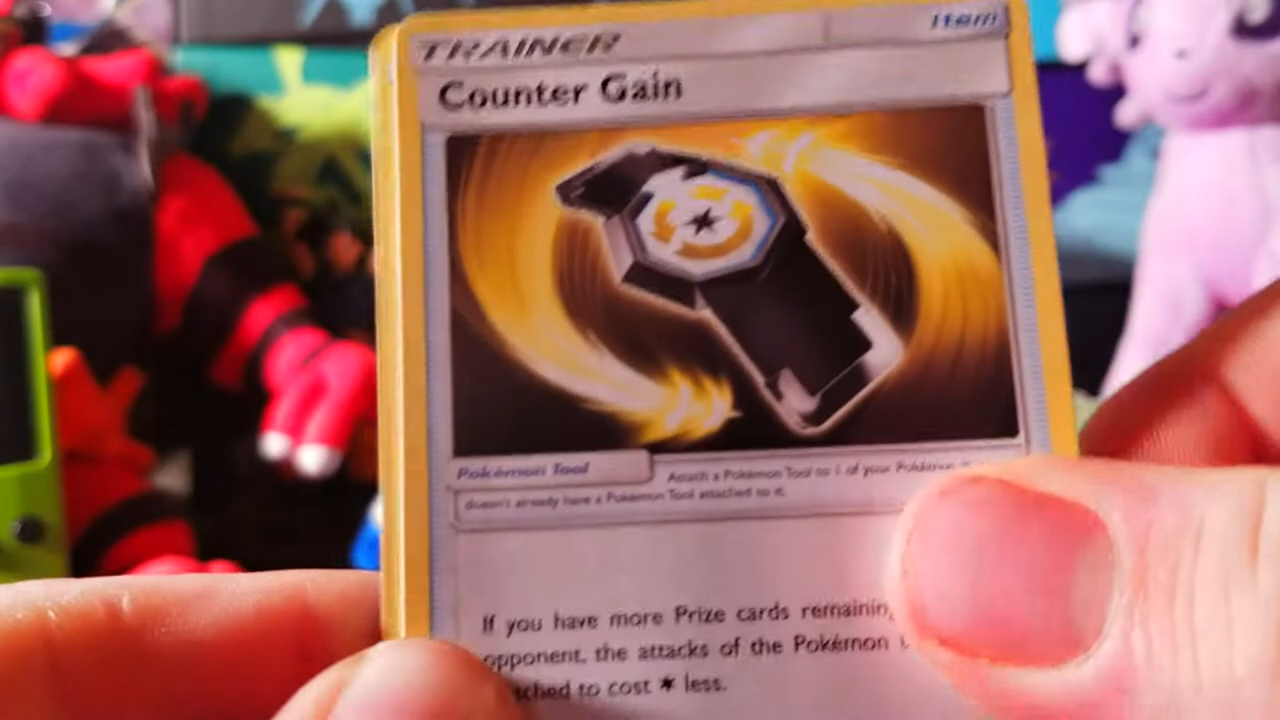 TRAINER
Item
Counter Gain
Pokémon Tool
Attach a Pokémon Tool to 1 of your Pokémon
doesn't already have a Pokémon Tool attached to it.
If you have more Prize cards remainin
opponent, the attacks of the Pokémon
ched to cost * less.